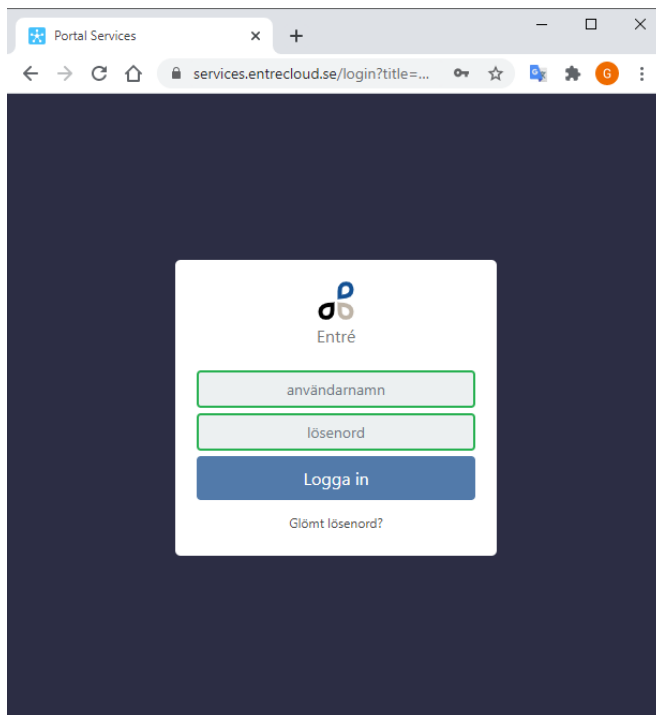 Portal Services
services.entrecloud.se/login?title=...
G
Entré
användarnamn
lösenord
Logga in
Glömt lösenord?